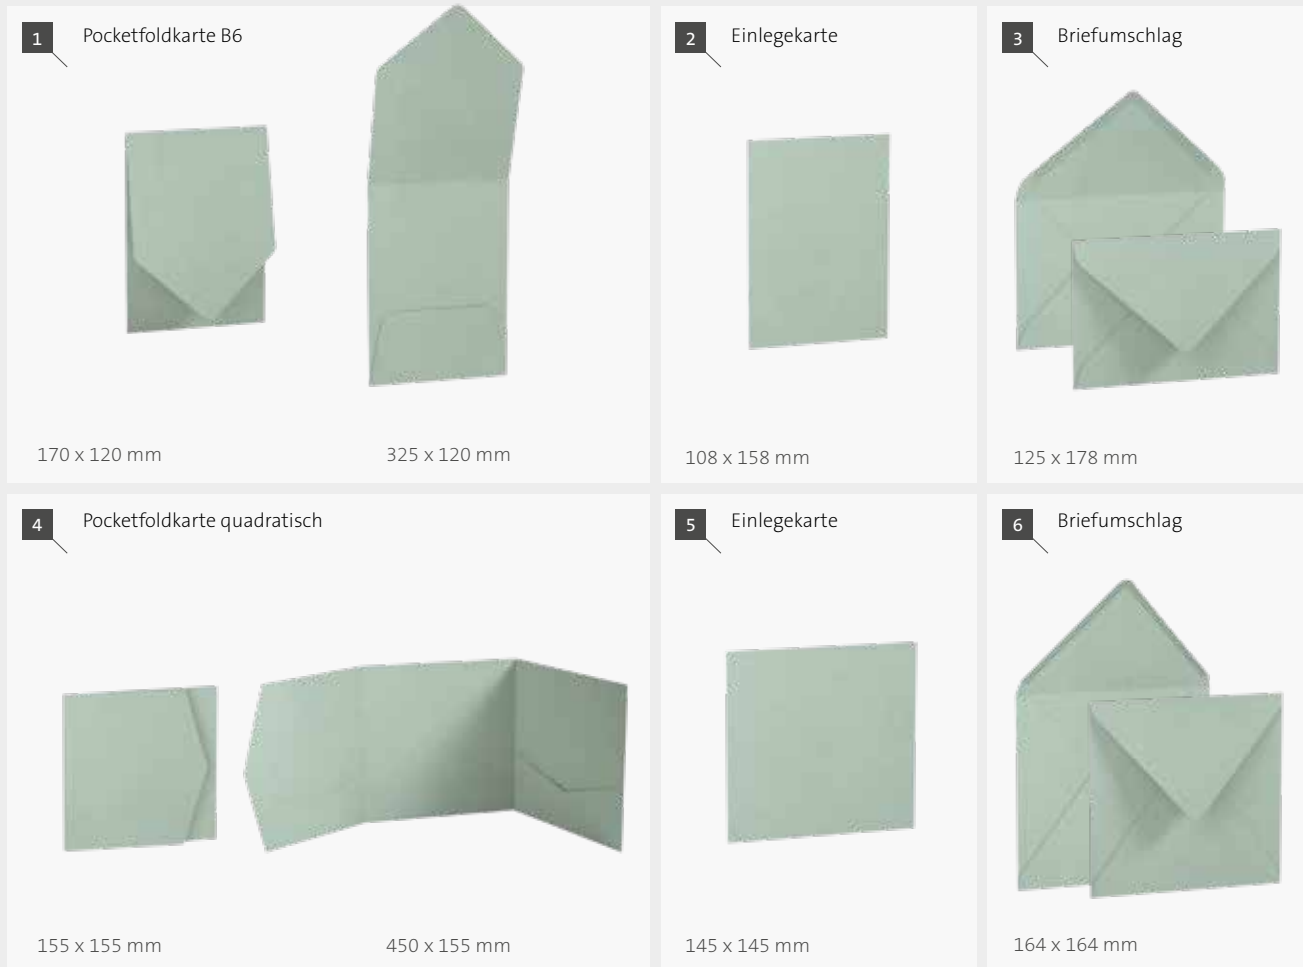 1 Pocketfoldkarte B6
170 x 120 mm 325 x 120 mm
2 Einlegekarte
108 x 158 mm
3 Briefumschlag
125 x 178 mm
4 Pocketfoldkarte quadratisch
155 x 155 mm 450 x 155 mm
5 Einlegekarte
145 x 145 mm
6 Briefumschlag
164 x 164 mm